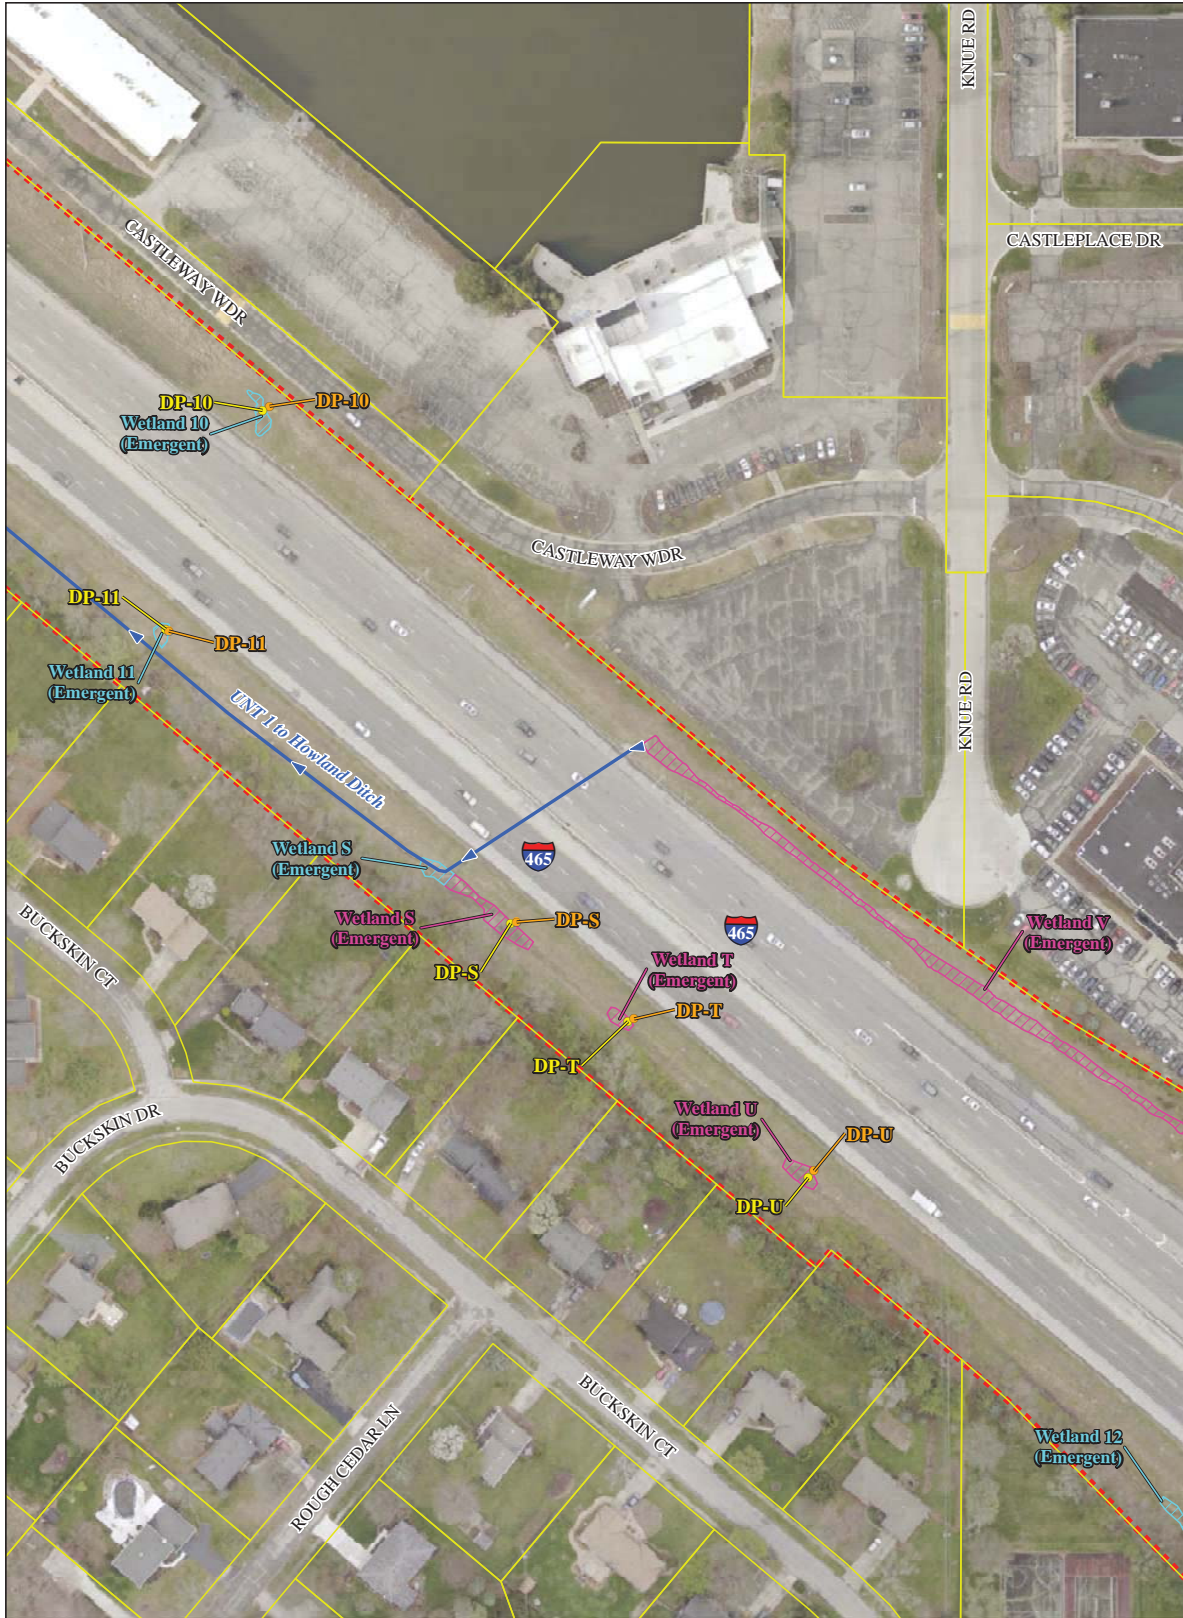 KNUE RD
CASTLEPLACE DR
CASTLEWAY WDR
DP-10
DP-10
Wetland 10
(Emergent)
CASTLEWAY WDR
DP-11
DP-11
Wetland 11
(Emergent)
UNT 1 to Howland Ditch
KNUE RD
Wetland S
(Emergent)
465
Wetland S
(Emergent)
DP-S
DP-S
465
Wetland V
(Emergent)
Wetland T
(Emergent)
DP-T
DP-T
BUCKSKIN CT
BUCKSKIN DR
Wetland U
(Emergent)
DP-U
DP-U
BUCKSKIN CT
ROUGH CEDAR LN
Wetland 12
(Emergent)